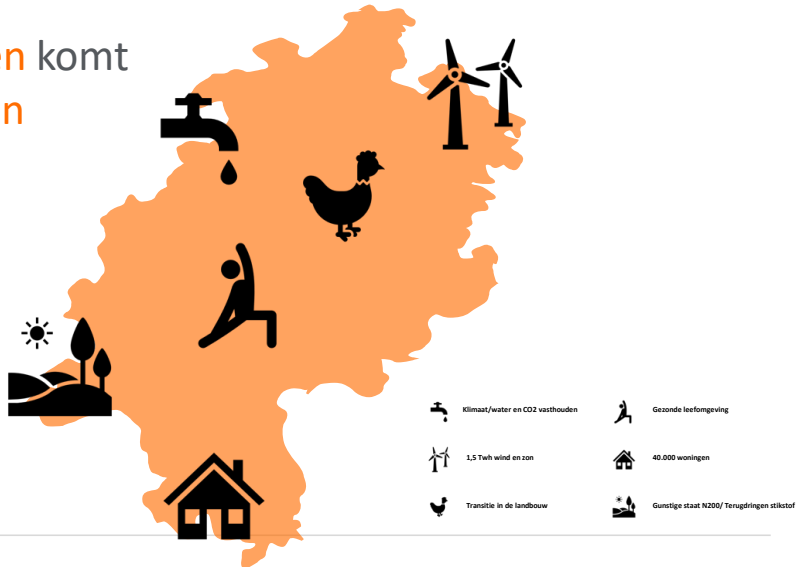 en komt
n
Klimaat/water en CO2 vasthouden
Gezonde leefomgeving
1,5 Twh wind en zon
40.000 woningen
Transitie in de landbouw
Gunstige staat N200/ Terugdringen stikstof